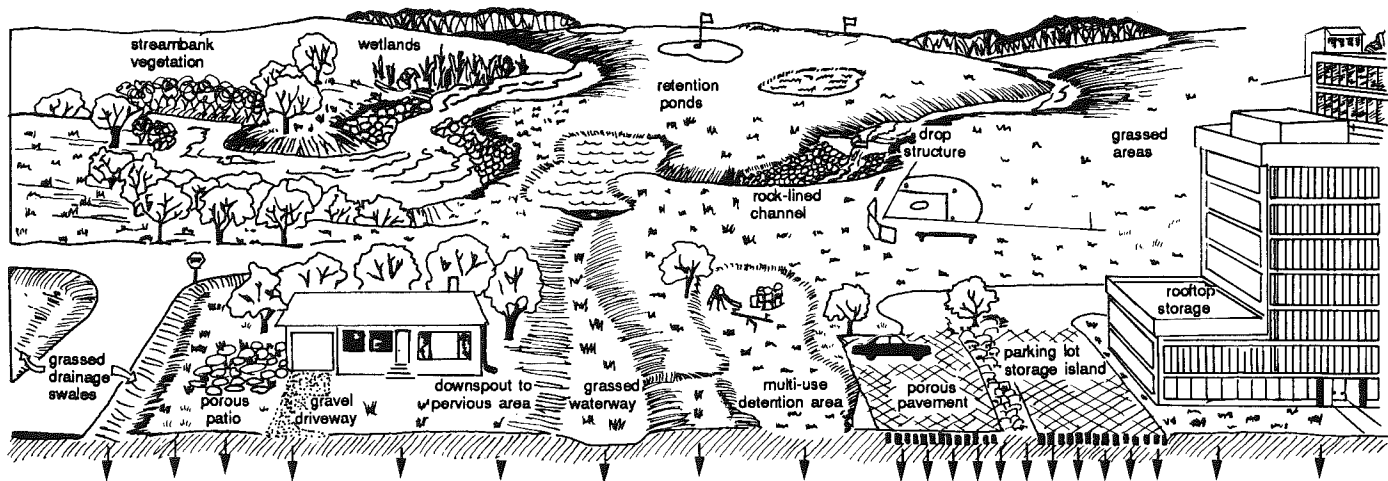 streambank
vegetation
wetlands
retention
ponds
drop
structure
grassed
areas
rock-lined
channel
rooftop
storage
grassed
drainage
swales
porous
patio
gravel
driveway
downspout to
pervious area
grassed
waterway
multi-use
detention area
porous
pavement
parking lot
storage island